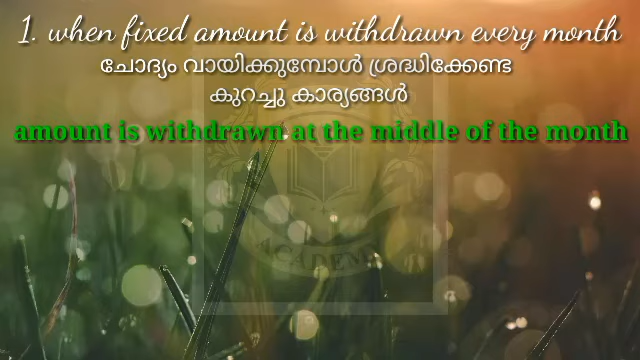 1. when fixed amount is withdrawn every month
ചോദ്യം വായിക്കുമ്പോൾ ശ്രദ്ധിക്കേണ്ട
കുറച്ചു കാര്യങ്ങൾ
amount is withdrawn at the middle of the month
ACADEMY